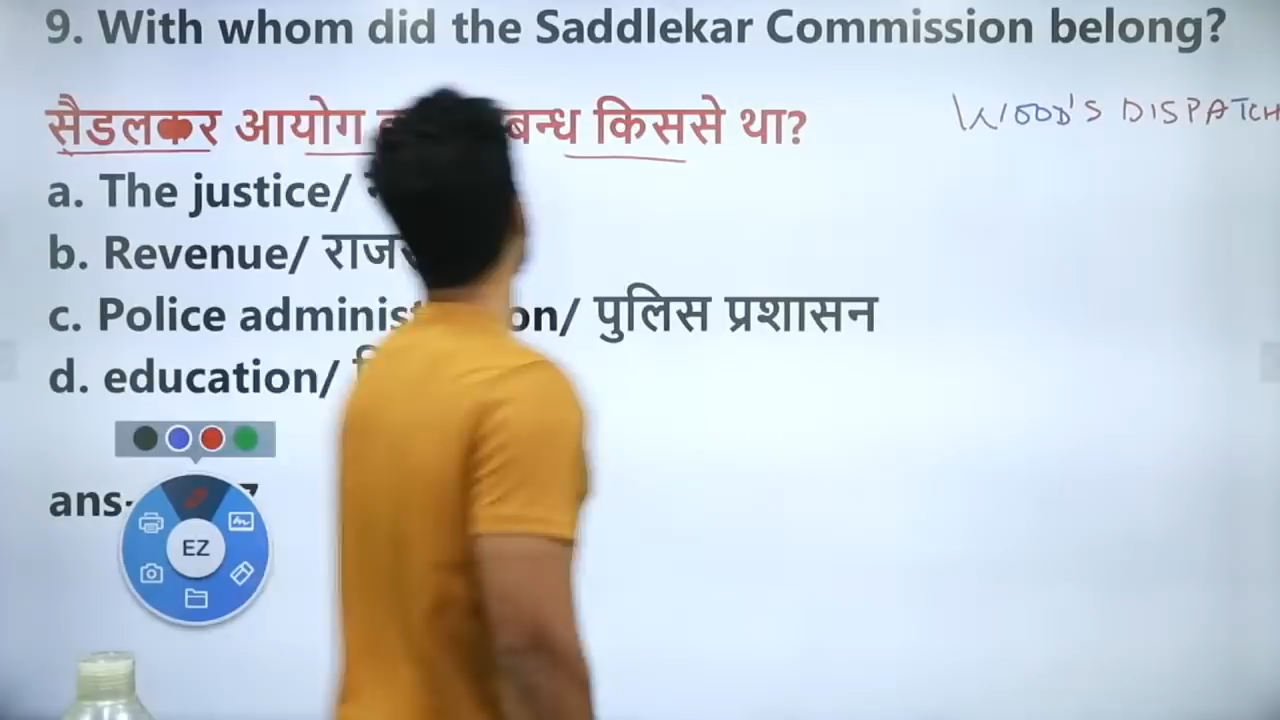 9. With whom did the Saddlekar Commission belong?
सैडलकर आयोग बन्ध किससे था?
WOOD'S DISPATCH
a. The justice/
b. Revenue/
c. Police on/ पुलिस प्रशासन
d. education/
ans-
EZ